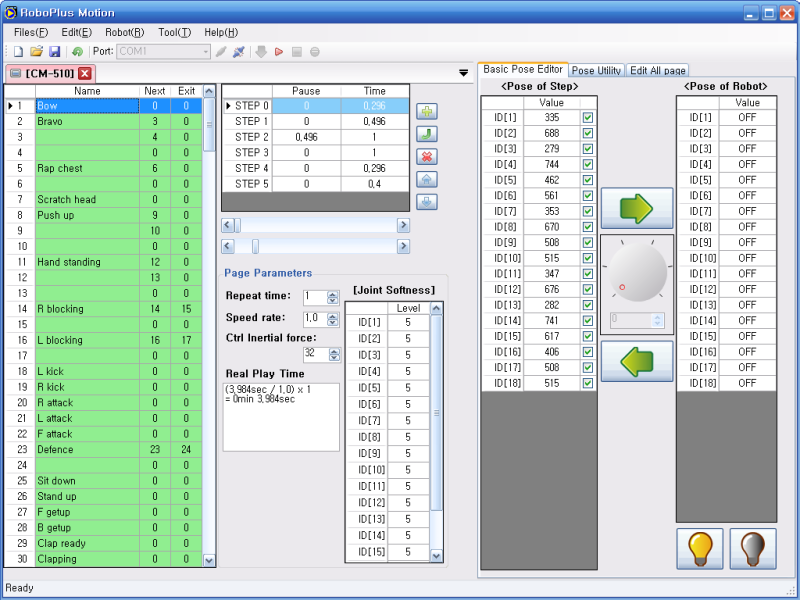 RoboPlus Motion
Files(F) Edit(E) Robot(R) Tool(T) Help(H)
Port: COM1
[CM-510]
Name Next Exit
1 Bow 0 0
2 Bravo 3 0
3 4 0
4 0 0
5 Rap chest 6 0
6 0 0
7 Scratch head 0 0
8 Push up 9 0
9 10 0
10 0 0
11 Hand standing 12 0
12 13 0
13 0 0
14 R blocking 14 15
15 0 0
16 L blocking 16 17
17 0 0
18 L kick 0 0
19 R kick 0 0
20 R attack 0 0
21 L attack 0 0
22 F attack 0 0
23 Defence 23 24
24 0 0
25 Sit down 0 0
26 Stand up 0 0
27 F getup 0 0
28 B getup 0 0
29 Clap ready 0 0
30 Clapping 0 0
Pause Time
STEP 0 0 0,296
STEP 1 0 0,496
STEP 2 0,496 1
STEP 3 0 1
STEP 4 0 0,296
STEP 5 0 0,4
Page Parameters
Repeat time: 1
Speed rate: 1,0
Ctrl Inertial force:
32
Real Play Time
(3,984sec / 1,0) x 1
= 0min 3,984sec
[Joint Softness]
Level
ID[1] 5
ID[2] 5
ID[3] 5
ID[4] 5
ID[5] 5
ID[6] 5
ID[7] 5
ID[8] 5
ID[9] 5
ID[10] 5
ID[11] 5
ID[12] 5
ID[13] 5
ID[14] 5
ID[15] 5
Basic Pose Editor Pose Utility Edit All page
<Pose of Step>
Value
ID[1] 335
ID[2] 688
ID[3] 279
ID[4] 744
ID[5] 462
ID[6] 561
ID[7] 353
ID[8] 670
ID[9] 508
ID[10] 515
ID[11] 347
ID[12] 676
ID[13] 282
ID[14] 741
ID[15] 617
ID[16] 406
ID[17] 508
ID[18] 515
0
<Pose of Robot>
Value
ID[1] OFF
ID[2] OFF
ID[3] OFF
ID[4] OFF
ID[5] OFF
ID[6] OFF
ID[7] OFF
ID[8] OFF
ID[9] OFF
ID[10] OFF
ID[11] OFF
ID[12] OFF
ID[13] OFF
ID[14] OFF
ID[15] OFF
ID[16] OFF
ID[17] OFF
ID[18] OFF
Ready